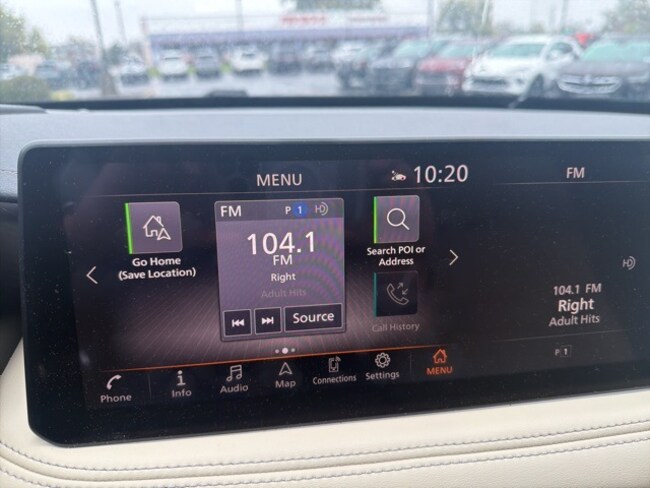 MENU
10:20
FM
Go Home
(Save Location)
FM
P 1
104.1
FM
Right
Adult Hits
Source
Search POI or
Address
Call History
104.1 FM
Right
Adult Hits
P 1
Phone
Info
Audio
Map
Connections
Settings
MENU